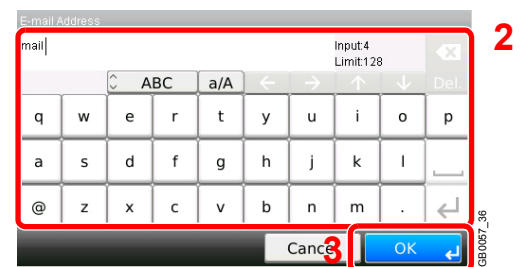 E-mail Address
mail
Input:4
Limit:128
2
ABC a/A Del.
q w e r t y u i o p
a s d f g h j k l
@ z x c v b n m .
Cance 3 OK
GB0057_36